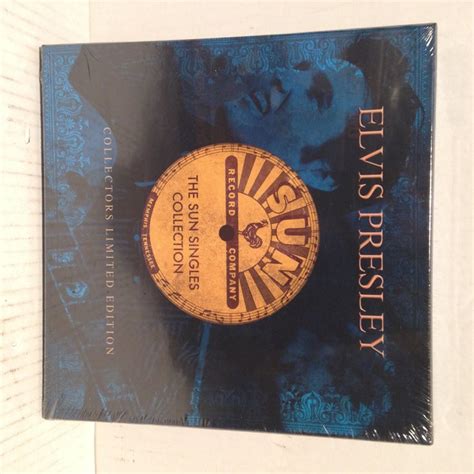 ELVIS PRESLEY
SUN
RECORD COMPANY
THE SUN SINGLES
COLLECTION
MEMPHIS, TENNESSEE
COLLECTORS LIMITED EDITION